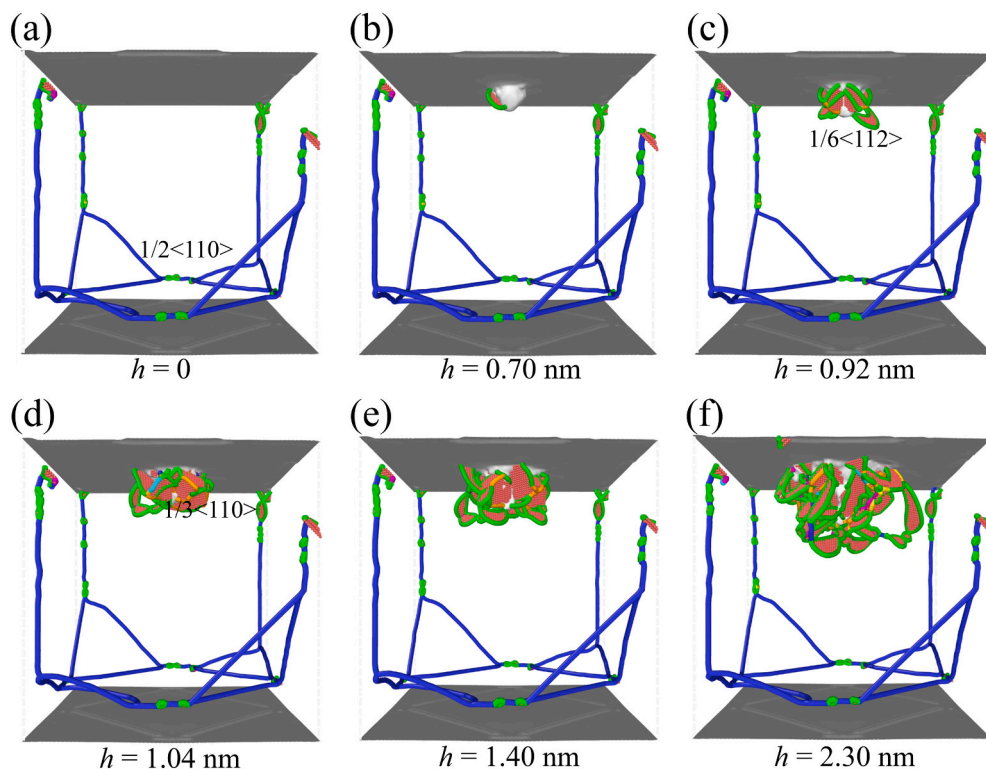 (a)
(b)
(c)
1/6<112>
1/2<110>
h = 0
h = 0.70 nm
h = 0.92 nm
(d)
(e)
(f)
1/3<110>
h = 1.04 nm
h = 1.40 nm
h = 2.30 nm